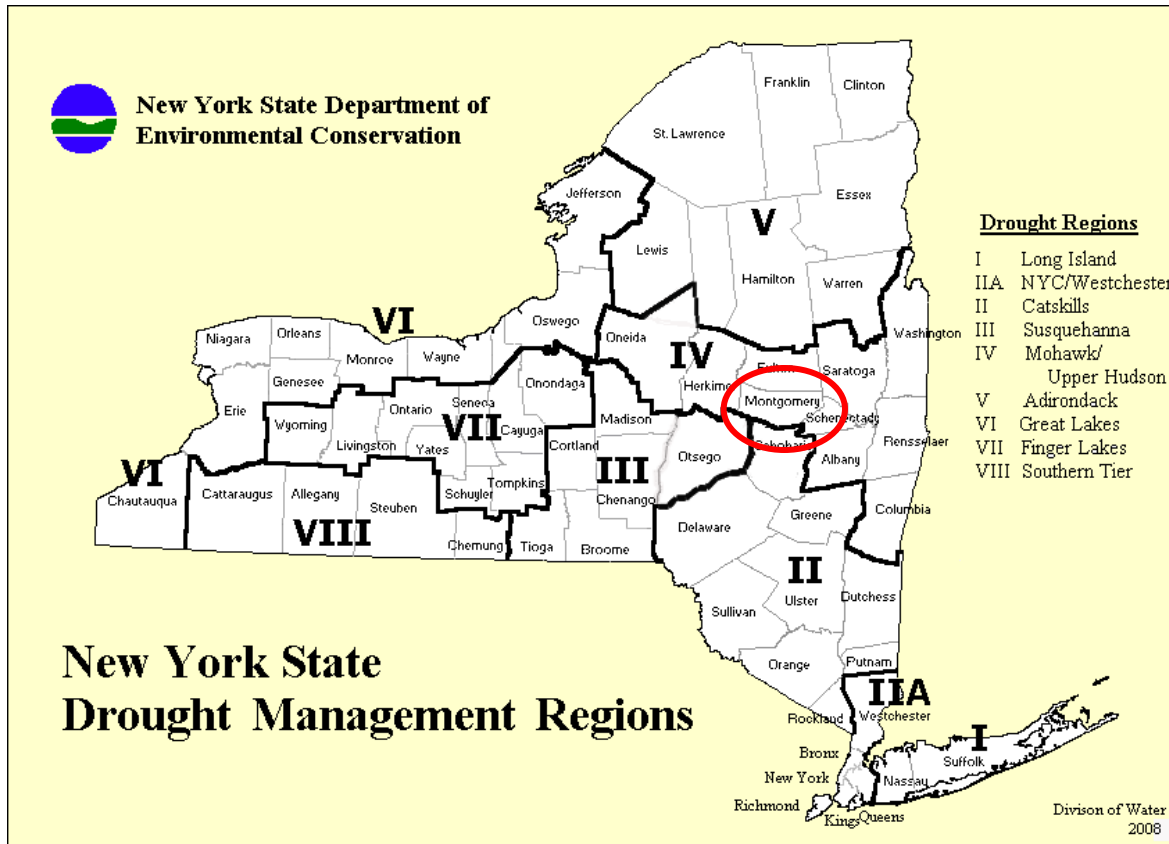 New York State Department of
Environmental Conservation
Franklin
Clinton
St. Lawrence
Jefferson
Essex
Lewis
V
Hamilton
Warren
Drought Regions
I Long Island
IIA NYC/Westchester
II Catskills
III Susquehanna
IV Mohawk/
Upper Hudson
V Adirondack
VI Great Lakes
VII Finger Lakes
VIII Southern Tier
VI
Oswego
Oneida
Washington
Niagara
Orleans
Monroe
Wayne
IV
Fulton
Saratoga
Genesee
Onondaga
Herkimer
Montgomery
Erie
Wyoming
Ontario
Seneca
Madison
Schenectady
VII
Cayuga
Livingston
Yates
Cortland
Otsego
Schoharie
Albany
Rensselaer
VI
Chautauqua
Cattaraugus
Allegany
Steuben
Schuyler
Tompkins
III
Chenango
Columbia
VIII
Chemung
Tioga
Broome
Delaware
Greene
II
Ulster
Dutchess
Sullivan
Orange
Putnam
New York State
Drought Management Regions
IIA
Rockland
Westchester
I
Bronx
Suffolk
New York
Nassau
Richmond
Kings
Queens
Divison of Water
2008